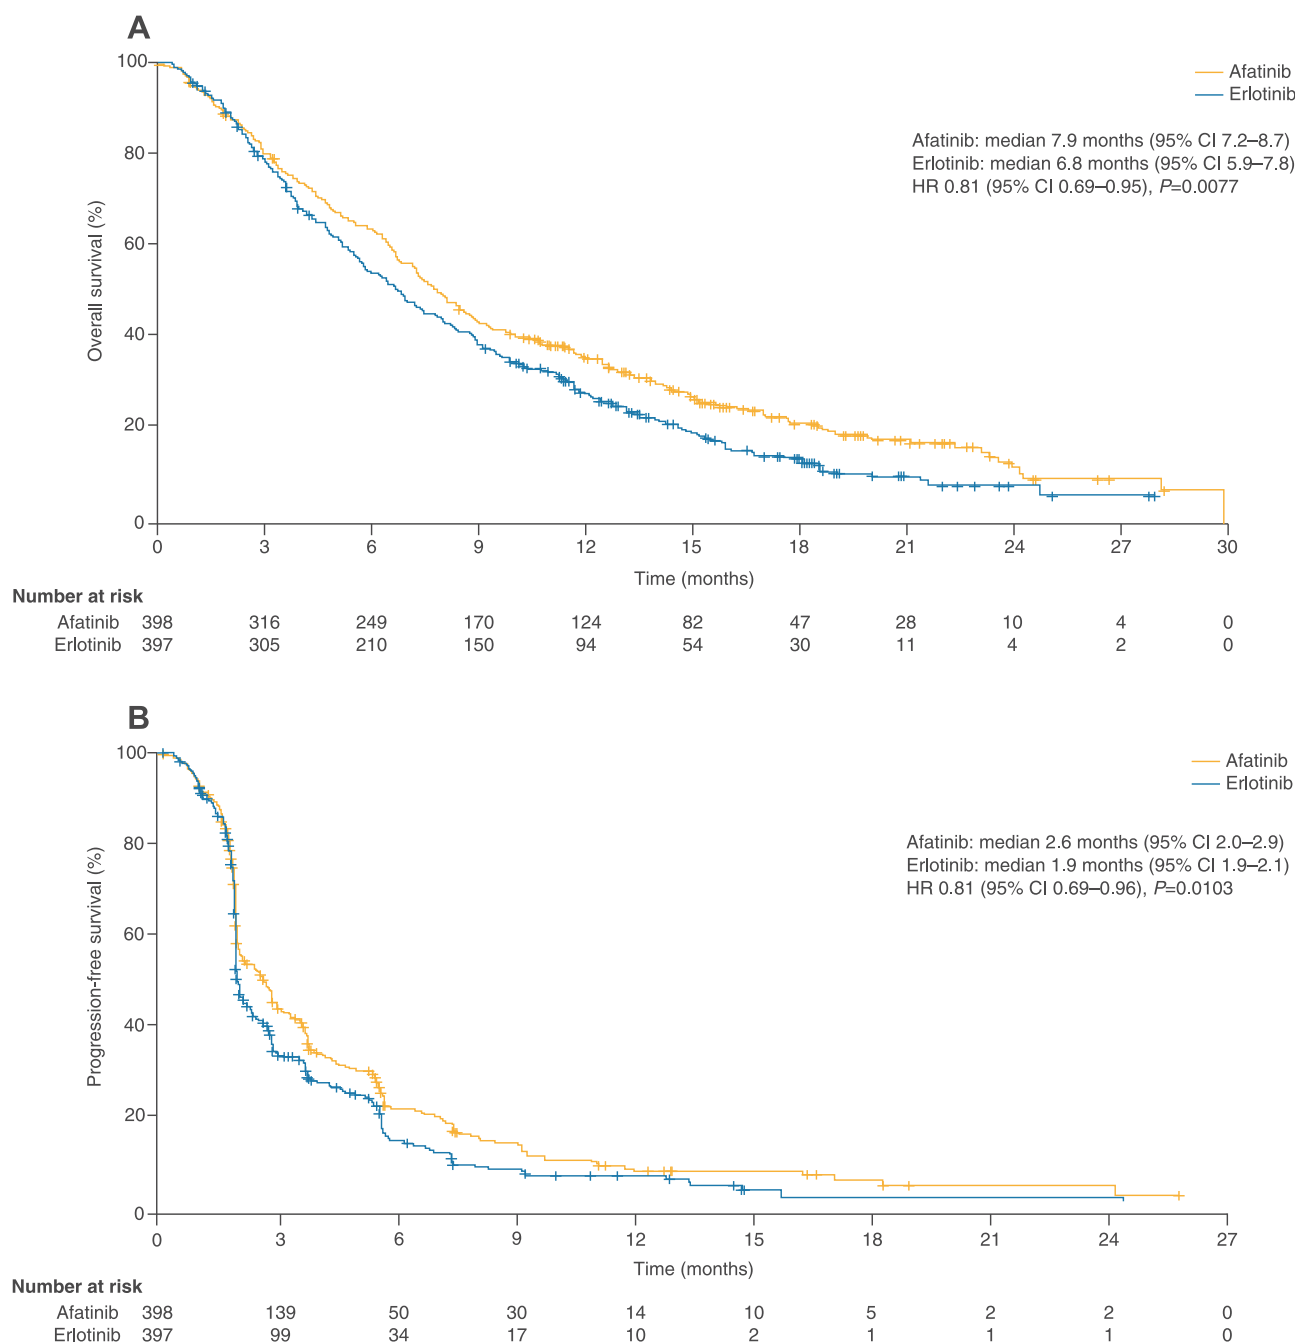 A
Afatinib
Erlotinib
Afatinib: median 7.9 months (95% CI 7.2–8.7)
Erlotinib: median 6.8 months (95% CI 5.9–7.8)
HR 0.81 (95% CI 0.69–0.95), P=0.0077
Overall survival (%)
100
80
60
40
20
0
0 3 6 9 12 15 18 21 24 27 30
Time (months)
Number at risk
Afatinib 398 316 249 170 124 82 47 28 10 4 0
Erlotinib 397 305 210 150 94 54 30 11 4 2 0
B
Afatinib
Erlotinib
Afatinib: median 2.6 months (95% CI 2.0–2.9)
Erlotinib: median 1.9 months (95% CI 1.9–2.1)
HR 0.81 (95% CI 0.69–0.96), P=0.0103
Progression-free survival (%)
100
80
60
40
20
0
0 3 6 9 12 15 18 21 24 27
Time (months)
Number at risk
Afatinib 398 139 50 30 14 10 5 2 2 0
Erlotinib 397 99 34 17 10 2 1 1 1 0